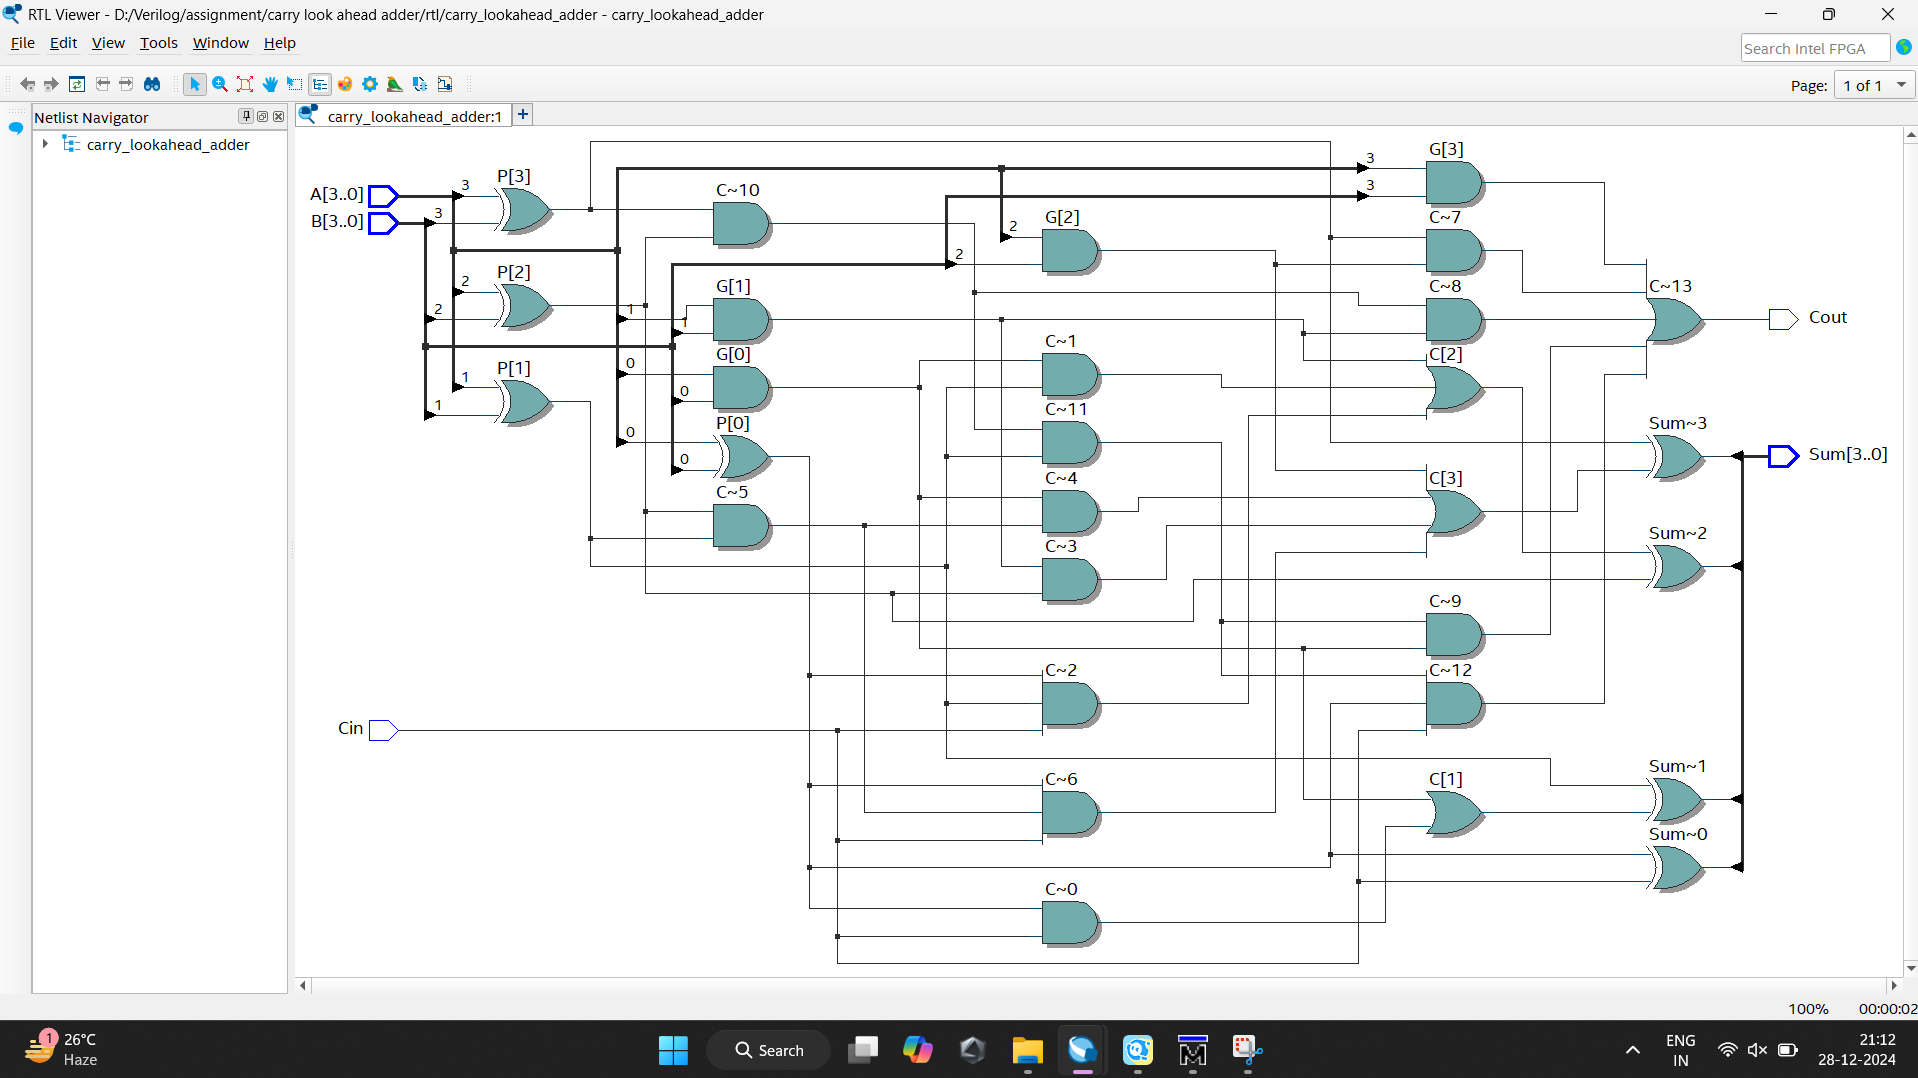 RTL Viewer - D:/Verilog/assignment/carry look ahead adder/rtl/carry_lookahead_adder - carry_lookahead_adder
File Edit View Tools Window Help
Search Intel FPGA
Page: 1 of 1
Netlist Navigator
carry_lookahead_adder:1
carry_lookahead_adder
G[3]
3
P[3]
3
C~10
3
A[3..0]
B[3..0]
3
G[2]
C~7
2
2
P[2]
2
G[1]
C~8
C~13
2
1
1
Cout
C~1
G[0]
C[2]
P[1]
0
1
0
1
C~11
P[0]
Sum~3
0
0
Sum[3..0]
C~4
C[3]
C~5
Sum~2
C~3
C~9
C~2
C~12
Cin
Sum~1
C~6
C[1]
Sum~0
C~0
100% 00:00:02
1
26°C
Haze
Search
ENG
IN
21:12
28-12-2024